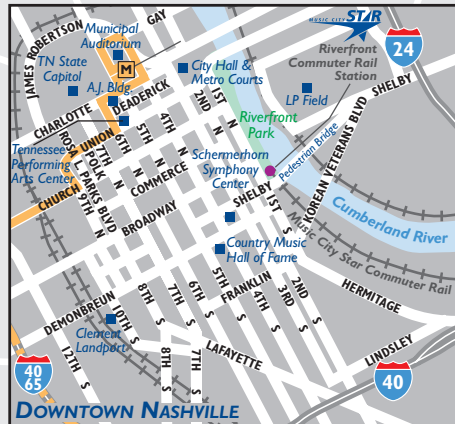 Municipal
Auditorium
GAY
MUSIC CITY
STAR
JAMES ROBERTSON
TN State
Capitol
M
City Hall &
Metro Courts
Riverfront
Commuter Rail
Station
24
A.J. Bldg.
DEADERICK
LP Field
SHELBY
CHARLOTTE
UNION
2ND N
1ST N
Riverfront
Park
Pedestrian Bridge
KOREAN VETERANS BLVD
Tennessee
Performing
Arts Center
ROSA L. PARKS BLVD
7TH N
POLK
6TH N
5TH N
4TH N
CHURCH
9TH N
COMMERCE
Schermerhorn
Symphony
Center
SHELBY
1ST S
Cumberland
River
BROADWAY
Music City Star Commuter Rail
Country Music
Hall of Fame
DEMONBREUN
10TH S
8TH S
7TH S
6TH S
5TH S
FRANKLIN
4TH S
3RD S
2ND S
HERMITAGE
Clement
Landport
12TH S
8TH S
7TH S
LAFAYETTE
LINDSLEY
40
65
40
DOWNTOWN NASHVILLE